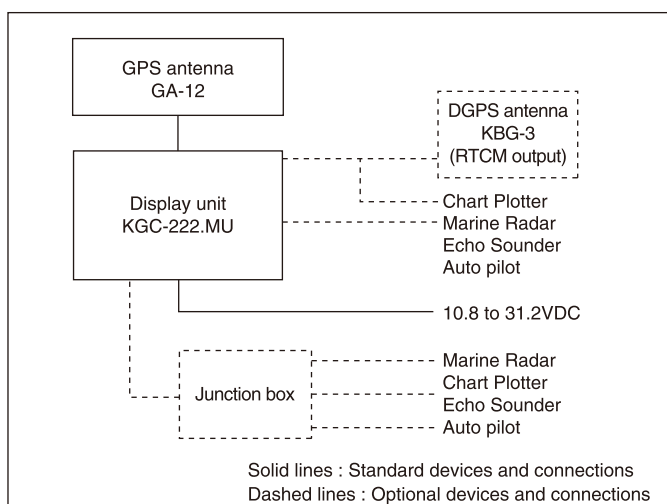 GPS antenna
GA-12
DGPS antenna
KBG-3
(RTCM output)
Display unit
KGC-222.MU
Chart Plotter
Marine Radar
Echo Sounder
Auto pilot
10.8 to 31.2VDC
Junction box
Marine Radar
Chart Plotter
Echo Sounder
Auto pilot
Solid lines : Standard devices and connections
Dashed lines : Optional devices and connections